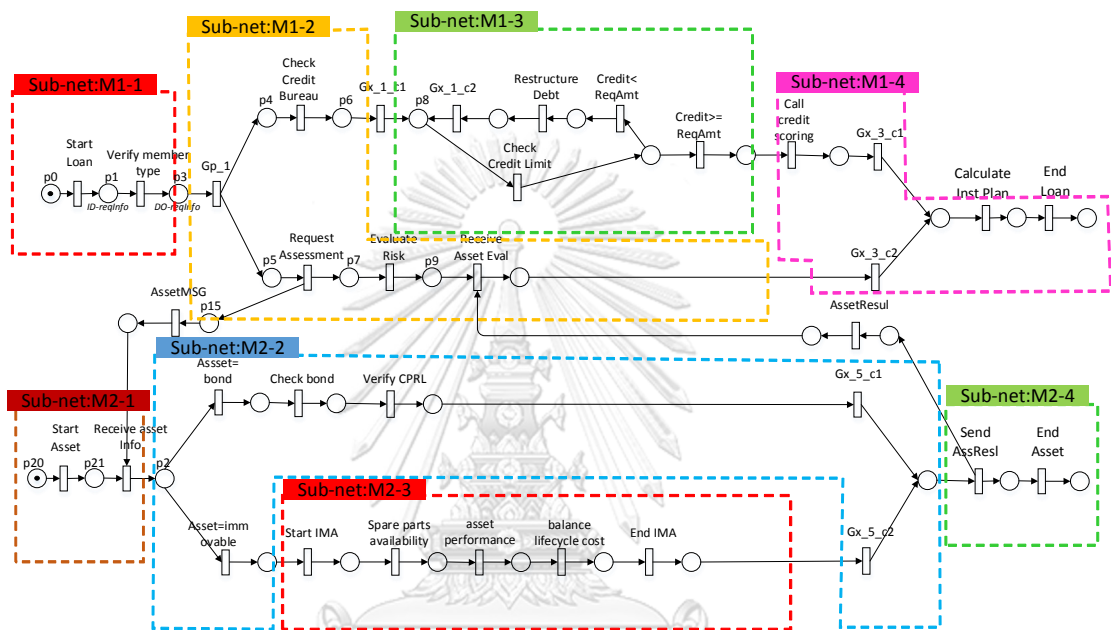 Sub-net:M1-3
Sub-net:M1-2
Sub-net:M1-1
Sub-net:M1-4
Check
Credit
Bureau
Gx_1_c1
Gx_1_c2
Restructure
Debt
Credit<
ReqAmt
Call
credit
scoring
p4
p6
p8
Credit>=
ReqAmt
Gx_3_c1
Start
Loan
Verify member
type
Gp_1
Check
Credit Limit
Calculate
Inst Plan
End
Loan
p0
p1
p3
ID-reqInfo
DO-reqInfo
Request
Assessment
Evaluate
Risk
Receive
Asset Eval
p5
p7
p9
Gx_3_c2
AssetMSG
p15
AssetResul
Sub-net:M2-2
Assset=
bond
Check bond
Verify CPRL
Gx_5_c1
Sub-net:M2-1
Sub-net:M2-4
Start
Asset
Receive asset
Info
Send
AssResl
End
Asset
p20
p21
p2
Sub-net:M2-3
Asset=imm
ovable
Start IMA
Spare parts
availability
asset
performance
balance
lifecycle cost
End IMA
Gx_5_c2